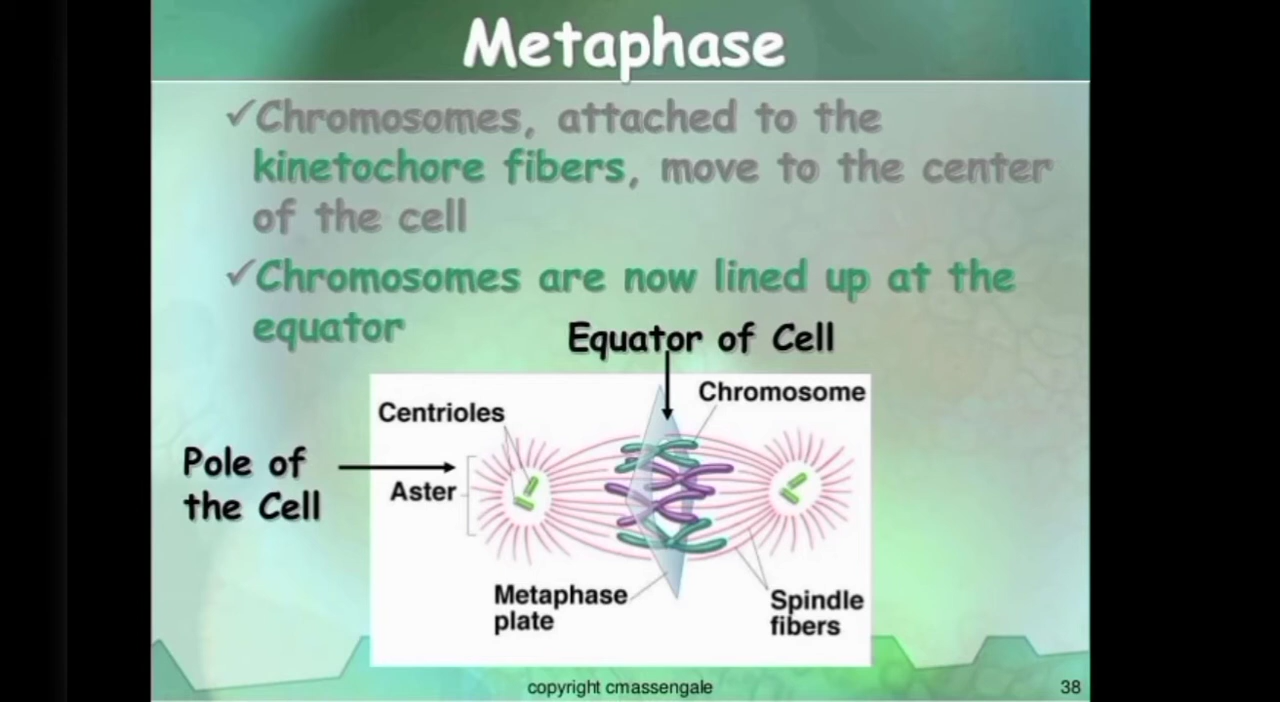 Metaphase
✓Chromosomes, attached to the
kinetochore fibers, move to the center
of the cell
✓Chromosomes are now lined up at the
equator
Equator of Cell
Chromosome
Centrioles
Pole of
the Cell
Aster
Metaphase
plate
Spindle
fibers
copyright cmassengale
38